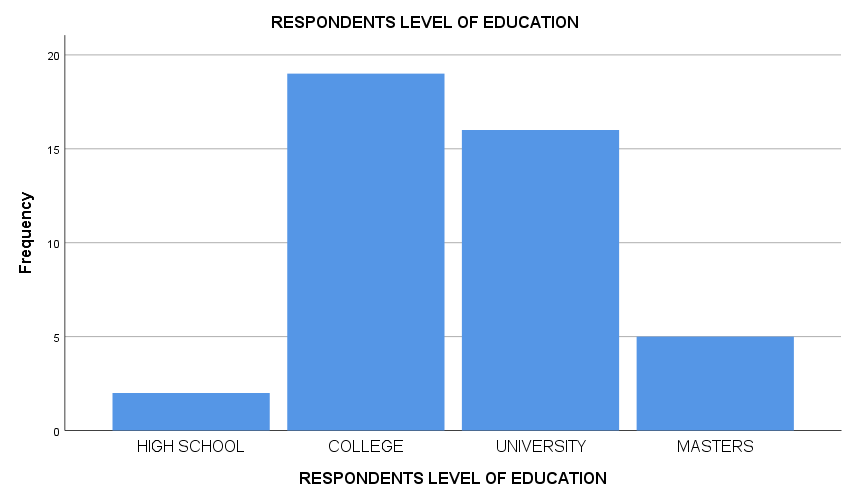 RESPONDENTS LEVEL OF EDUCATION
20
15
10
5
0
Frequency
HIGH SCHOOL COLLEGE UNIVERSITY MASTERS
RESPONDENTS LEVEL OF EDUCATION